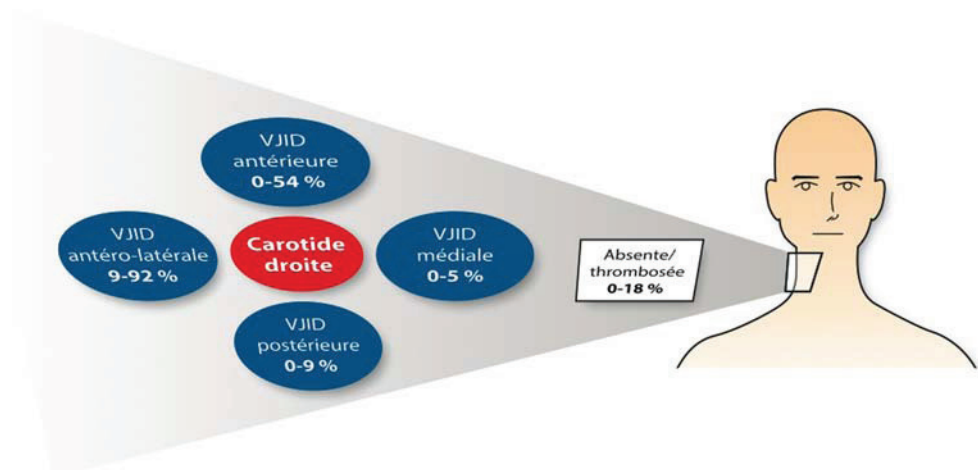 VJID
antérieure
0-54 %
VJID
antéro-latérale
9-92 %
Carotide
droite
VJID
médiale
0-5 %
Absente/
thrombosée
0-18 %
VJID
postérieure
0-9 %